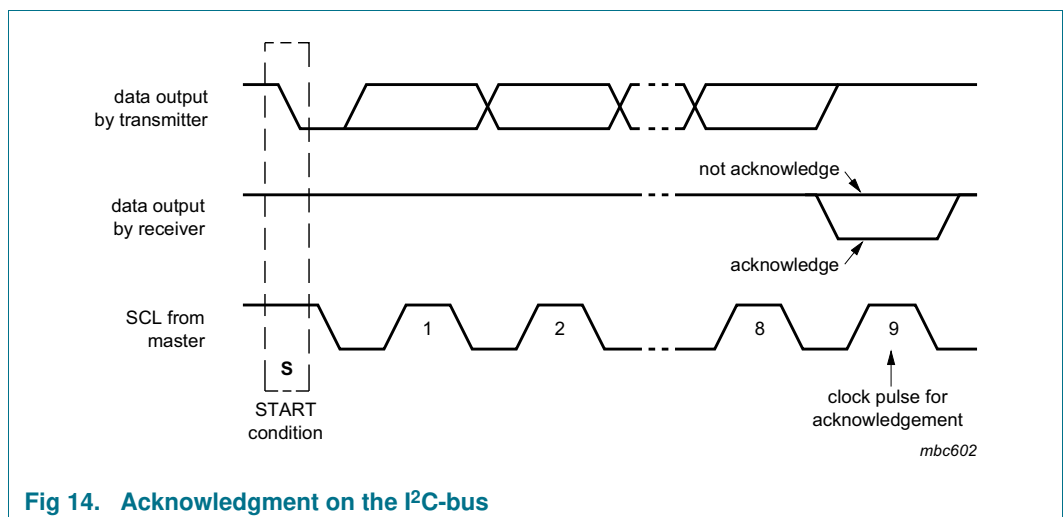 data output
by transmitter
not acknowledge
data output
by receiver
acknowledge
SCL from
master
1
2
8
9
S
START
condition
clock pulse for
acknowledgement
mbc602
Fig 14. Acknowledgment on the I²C-bus